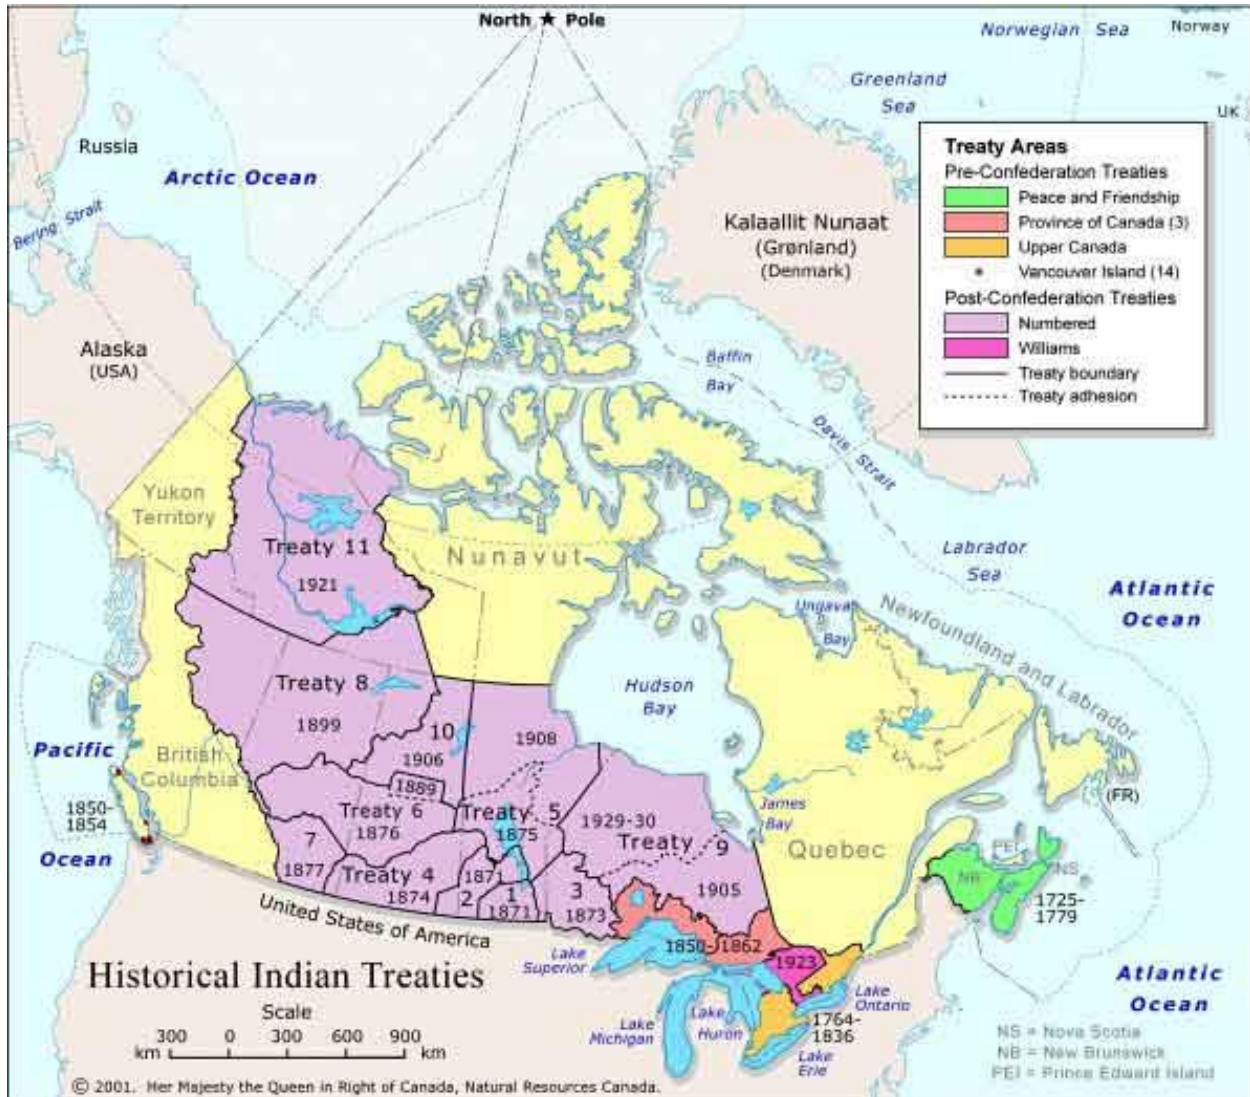 North ★ Pole
Norwegian Sea
Norway
Greenland
Sea
UK
Russia
Arctic Ocean
Bering Strait
Kalaallit Nunaat
(Grønland)
(Denmark)
Treaty Areas
Pre-Confederation Treaties
Peace and Friendship
Province of Canada (3)
Upper Canada
Vancouver Island (14)
Post-Confederation Treaties
Numbered
Williams
Treaty boundary
Treaty adhesion
Alaska
(USA)
Baffin
Bay
Davis Strait
Yukon
Territory
Treaty 11
1921
Nunavut
Labrador
Sea
Atlantic
Ocean
Ungava
Bay
Newfoundland and Labrador
Treaty 8
1899
Hudson
Bay
Pacific
Ocean
British
Columbia
1850-
1854
10
1906
1908
1889
Treaty 6
1876
Treaty 5
1875
1929-30
Treaty 9
1905
James
Bay
Quebec
(FR)
7
1877
Treaty 4
1874
1871
2
1
1871
3
1873
PEI
NB
NS
1725-
1779
United States of America
1850-1862
1923
Lake
Superior
Lake
Michigan
Lake
Huron
Lake
Ontario
1764-
1836
Lake
Erie
Atlantic
Ocean
Historical Indian Treaties
Scale
300 0 300 600 900
km km
NS = Nova Scotia
NB = New Brunswick
PEI = Prince Edward Island
© 2001. Her Majesty the Queen in Right of Canada, Natural Resources Canada.